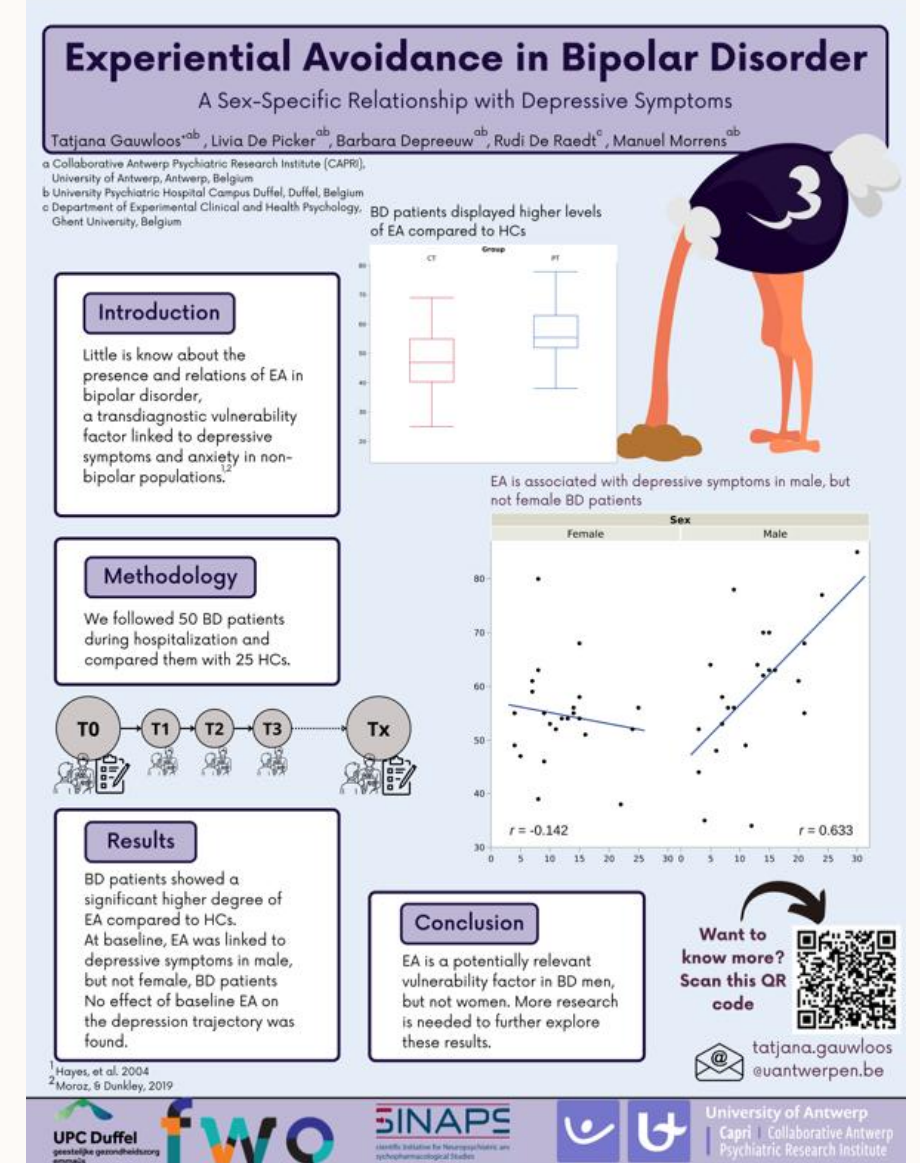 Experiential Avoidance in Bipolar Disorder
A Sex-Specific Relationship with Depressive Symptoms
Tatjana Gauwloos*ab, Livia De Picker ab, Barbara Depreeuw ab, Rudi De Raedt c, Manuel Morrens ab
a Collaborative Antwerp Psychiatric Research Institute (CAPRI),
University of Antwerp, Antwerp, Belgium
b University Psychiatric Hospital Campus Duffel, Duffel, Belgium
c Department of Experimental Clinical and Health Psychology,
Ghent University, Belgium
BD patients displayed higher levels
of EA compared to HCs
Group
CT PT
80
70
60
50
40
30
20
Introduction
Little is know about the
presence and relations of EA in
bipolar disorder,
a transdiagnostic vulnerability
factor linked to depressive
symptoms and anxiety in non-
bipolar populations.1,2
EA is associated with depressive symptoms in male, but
not female BD patients
Sex
Female Male
80
70
60
50
40
30
r = -0.142 r = 0.633
0 5 10 15 20 25 30 0 5 10 15 20 25 30
Methodology
We followed 50 BD patients
during hospitalization and
compared them with 25 HCs.
T0 T1 T2 T3 Tx
Results
BD patients showed a
significant higher degree of
EA compared to HCs.
At baseline, EA was linked to
depressive symptoms in male,
but not female, BD patients
No effect of baseline EA on
the depression trajectory was
found.
Conclusion
EA is a potentially relevant
vulnerability factor in BD men,
but not women. More research
is needed to further explore
these results.
Want to
know more?
Scan this QR
code
@
tatjana.gauwloos
@uantwerpen.be
1 Hayes, et al. 2004
2 Moroz, & Dunkley, 2019
UPC Duffel
geestelijke gezondheidszorg
emmaüs
fwo
SINAPS
Scientific Initiative for Neuropsychiatric and
Psychopharmacological Studies
University of Antwerp
Capri | Collaborative Antwerp
Psychiatric Research Institute